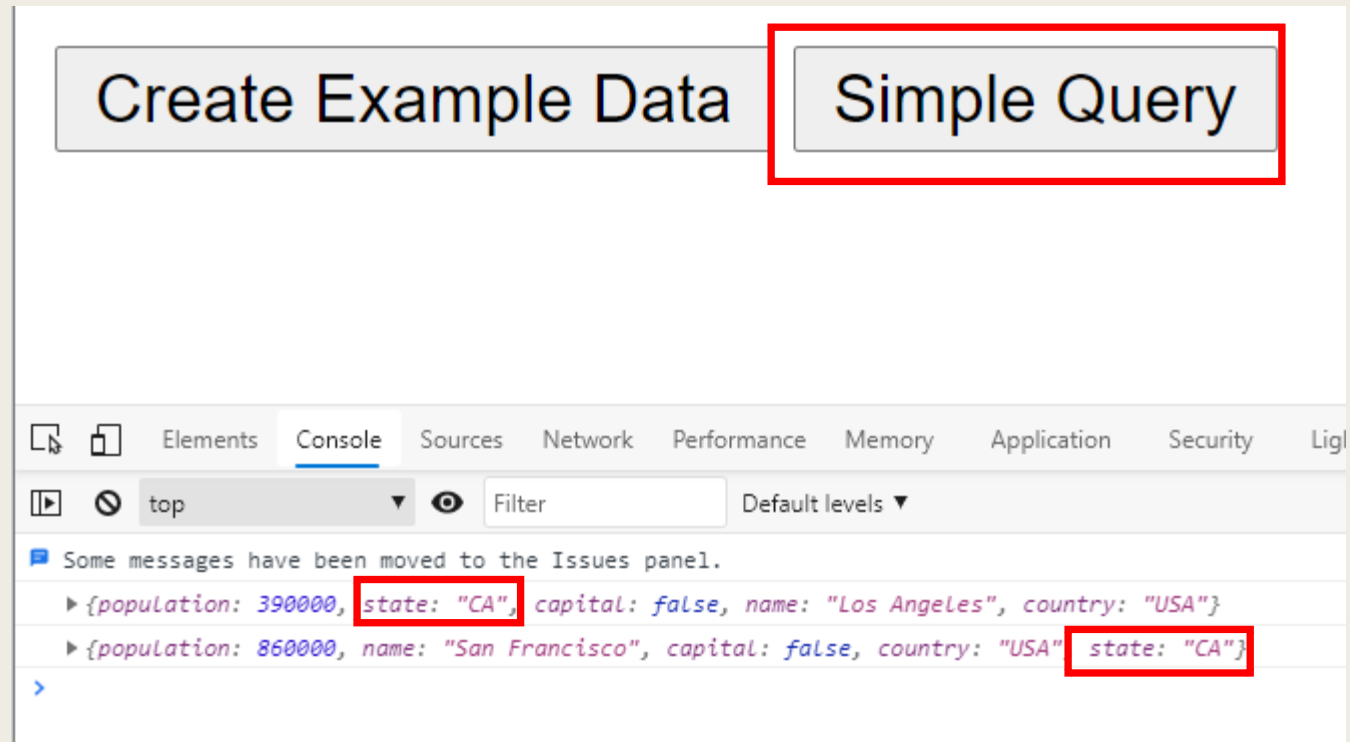 Create Example Data Simple Query
Elements Console Sources Network Performance Memory Application Security
top Filter Default levels
Some messages have been moved to the Issues panel.
{population: 390000, state: "CA", capital: false, name: "Los Angeles", country: "USA"}
{population: 860000, name: "San Francisco", capital: false, country: "USA" state: "CA"}
>